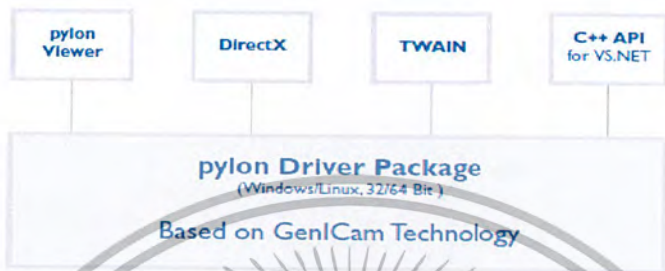 pylon
Viewer
DirectX
TWAIN
C++ API
for VS.NET
pylon Driver Package
(Windows/Linux, 32/64 Bit )
Based on GenICam Technology